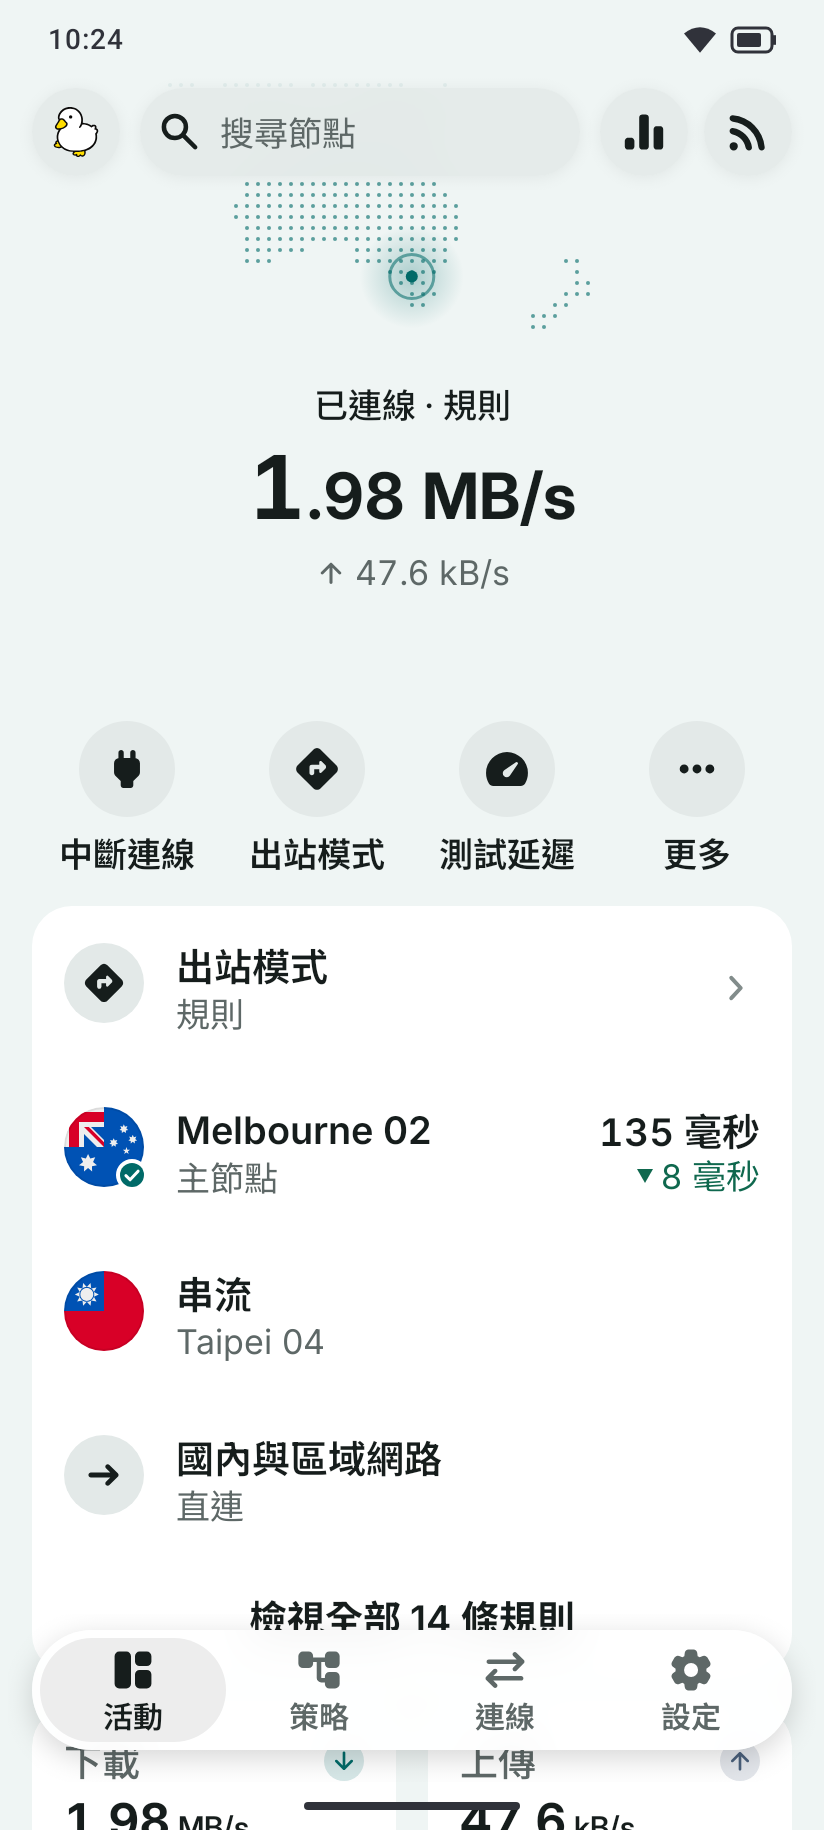 10:24
搜尋節點
已連線 · 規則
1.98 MB/s
↑ 47.6 kB/s
中斷連線
出站模式
測試延遲
更多
出站模式
規則
Melbourne 02
135 毫秒
主節點
▼8 毫秒
串流
Taipei 04
國內與區域網路
直連
檢視全部 14 條規則
活動
策略
連線
設定
下載
上傳
1.98 MB/s
47.6 kB/s